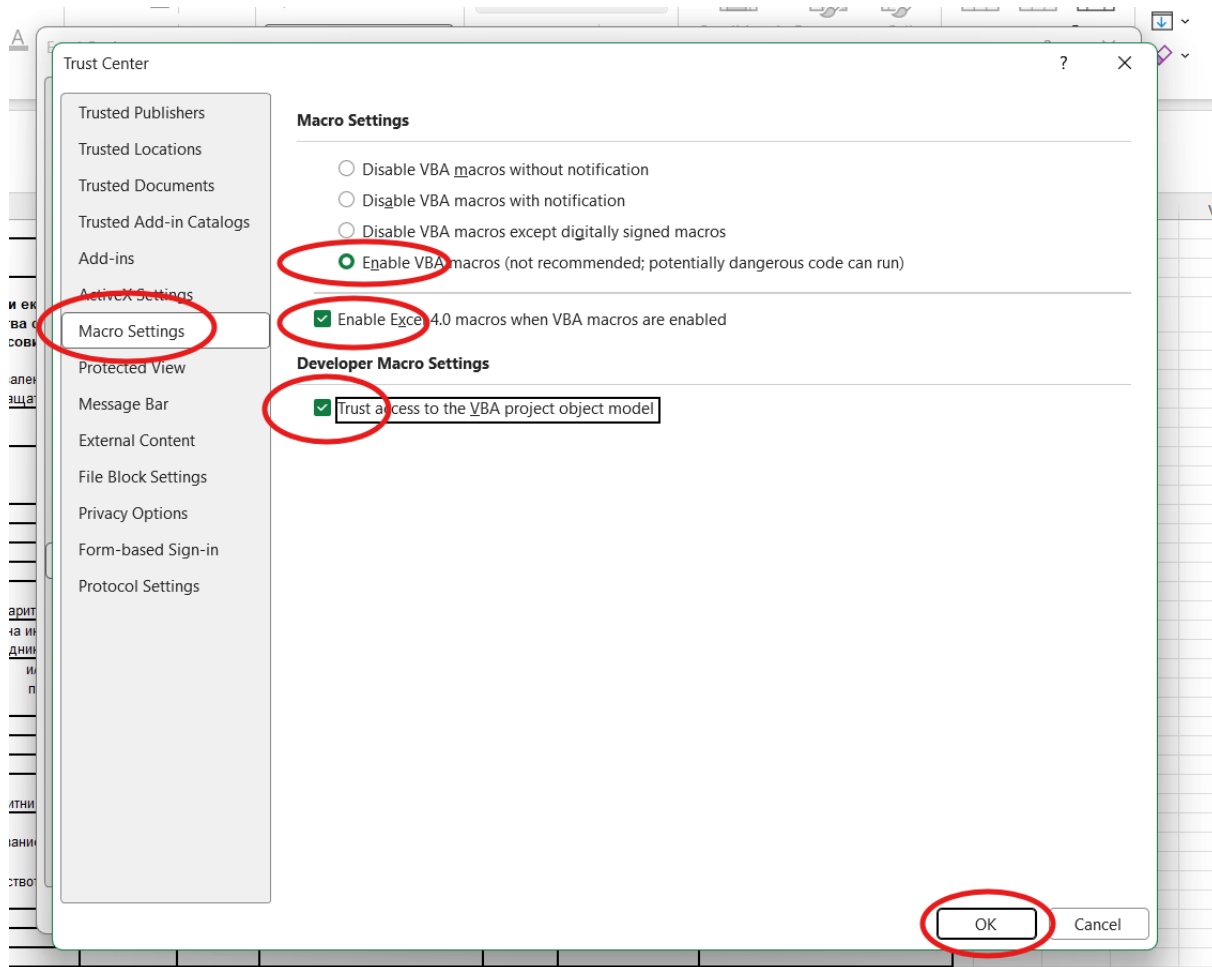 Trust Center
?
Trusted Publishers
Trusted Locations
Trusted Documents
Trusted Add-in Catalogs
Add-ins
ActiveX Settings
Macro Settings
Protected View
Message Bar
External Content
File Block Settings
Privacy Options
Form-based Sign-in
Protocol Settings
Macro Settings
Disable VBA macros without notification
Disable VBA macros with notification
Disable VBA macros except digitally signed macros
Enable VBA macros (not recommended; potentially dangerous code can run)
Enable Excel 4.0 macros when VBA macros are enabled
Developer Macro Settings
Trust access to the VBA project object model
OK
Cancel